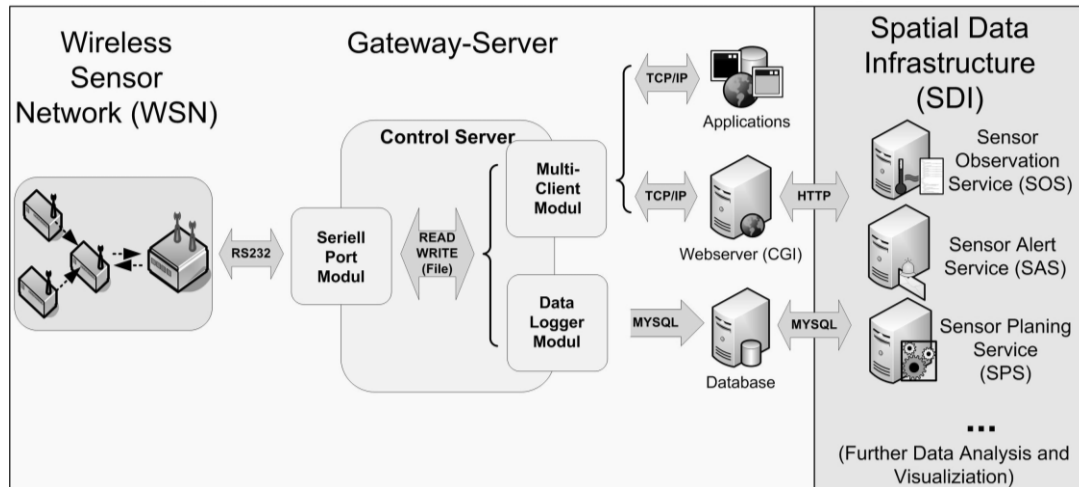 Wireless
Sensor
Network (WSN)
RS232
Gateway-Server
Control Server
Seriell
Port
Modul
READ
WRITE
(File)
Multi-
Client
Modul
Data
Logger
Modul
TCP/IP
Applications
TCP/IP
Webserver (CGI)
HTTP
MYSQL
Database
MYSQL
Spatial Data
Infrastructure
(SDI)
Sensor
Observation
Service (SOS)
Sensor Alert
Service (SAS)
Sensor Planing
Service
(SPS)
...
(Further Data Analysis and
Visualiziation)